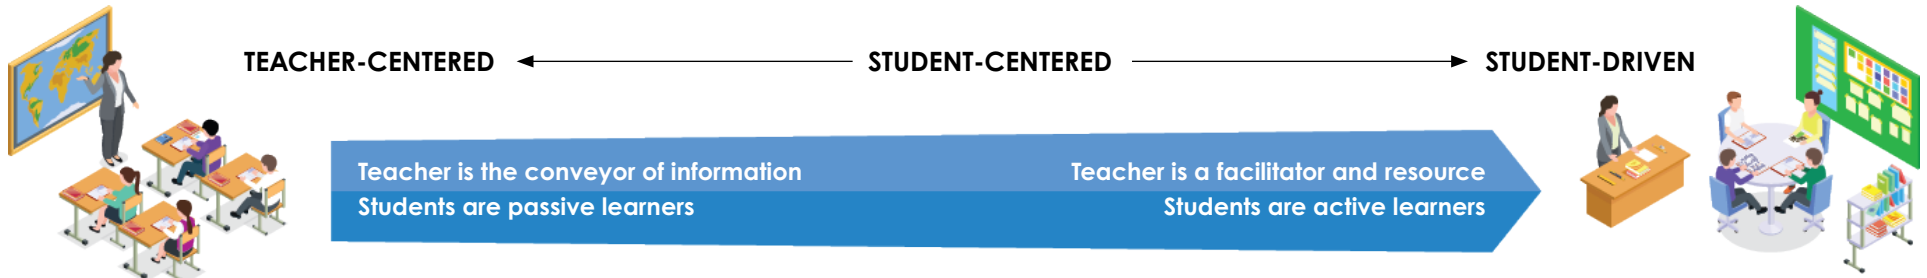 TEACHER-CENTERED
STUDENT-CENTERED
STUDENT-DRIVEN
Teacher is the conveyor of information
Students are passive learners
Teacher is a facilitator and resource
Students are active learners